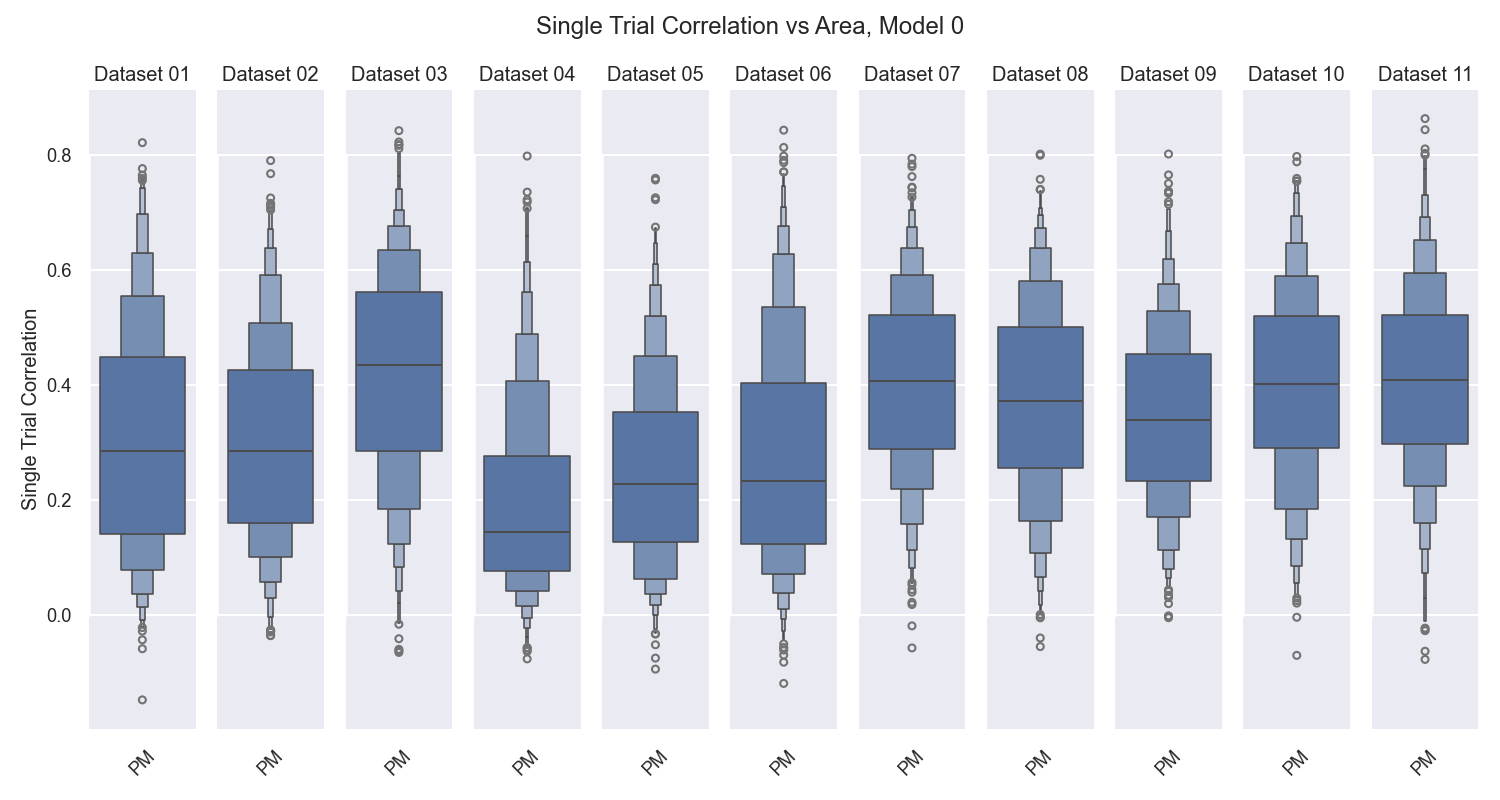 Single Trial Correlation vs Area, Model 0
Dataset 01 Dataset 02 Dataset 03 Dataset 04 Dataset 05 Dataset 06 Dataset 07 Dataset 08 Dataset 09 Dataset 10 Dataset 11
Single Trial Correlation
0.8
0.6
0.4
0.2
0.0
PM PM PM PM PM PM PM PM PM PM PM